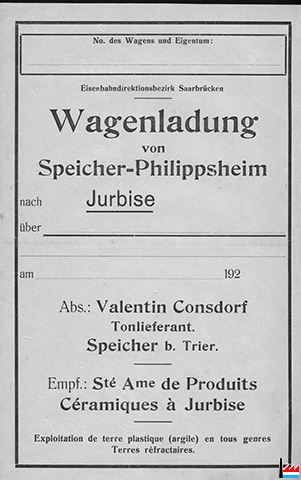 No. des Wagens und Eigentum:
Eisenbahndirektionsbezirk Saarbrücken
Wagenladung
von
Speicher-Philippsheim
nach Jurbise
über
am 192
Abs.: Valentin Consdorf
Tonlieferant.
Speicher b. Trier.
Empf.: Sté Ame de Produits
Céramiques à Jurbise
Exploitation de terre plastique (argile) en tous genres
Terres réfractaires.